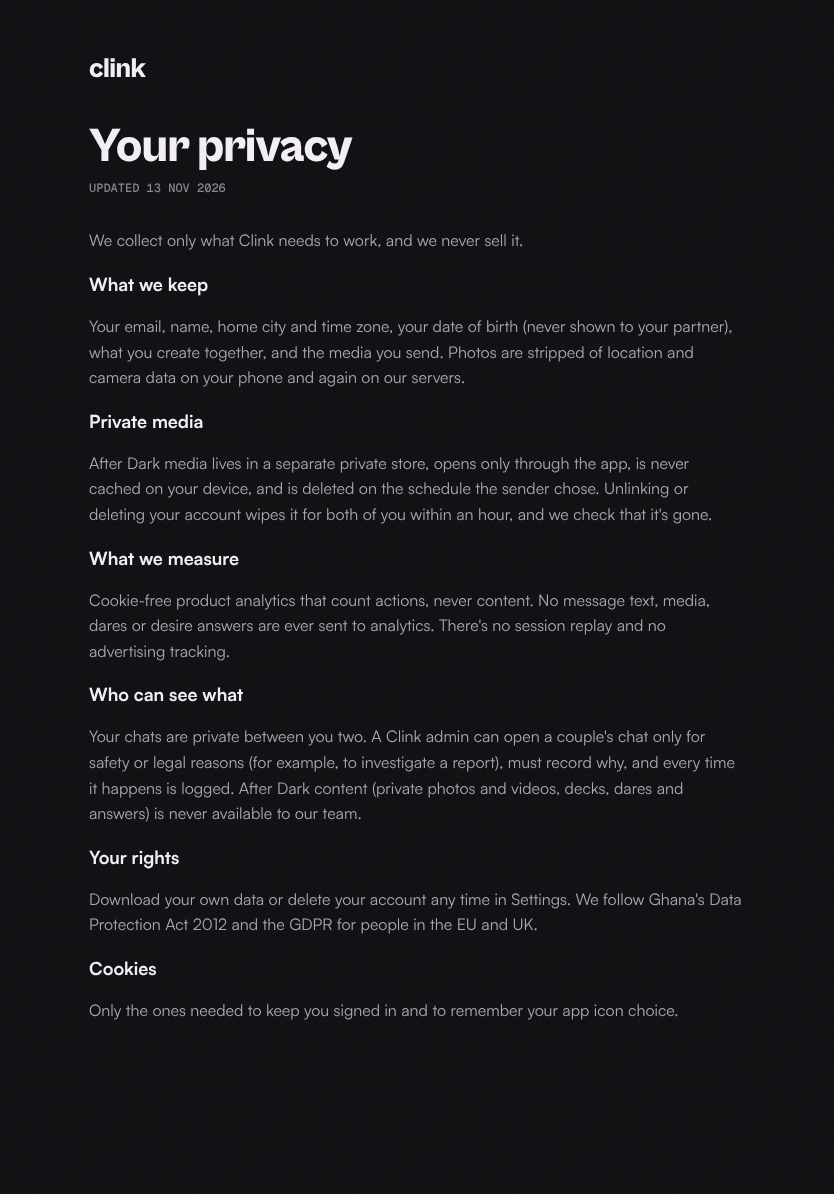 clink
Your privacy
UPDATED 13 NOV 2026
We collect only what Clink needs to work, and we never sell it.
What we keep
Your email, name, home city and time zone, your date of birth (never shown to your partner),
what you create together, and the media you send. Photos are stripped of location and
camera data on your phone and again on our servers.
Private media
After Dark media lives in a separate private store, opens only through the app, is never
cached on your device, and is deleted on the schedule the sender chose. Unlinking or
deleting your account wipes it for both of you within an hour, and we check that it's gone.
What we measure
Cookie-free product analytics that count actions, never content. No message text, media,
dares or desire answers are ever sent to analytics. There's no session replay and no
advertising tracking.
Who can see what
Your chats are private between you two. A Clink admin can open a couple's chat only for
safety or legal reasons (for example, to investigate a report), must record why, and every time
it happens is logged. After Dark content (private photos and videos, decks, dares and
answers) is never available to our team.
Your rights
Download your own data or delete your account any time in Settings. We follow Ghana's Data
Protection Act 2012 and the GDPR for people in the EU and UK.
Cookies
Only the ones needed to keep you signed in and to remember your app icon choice.